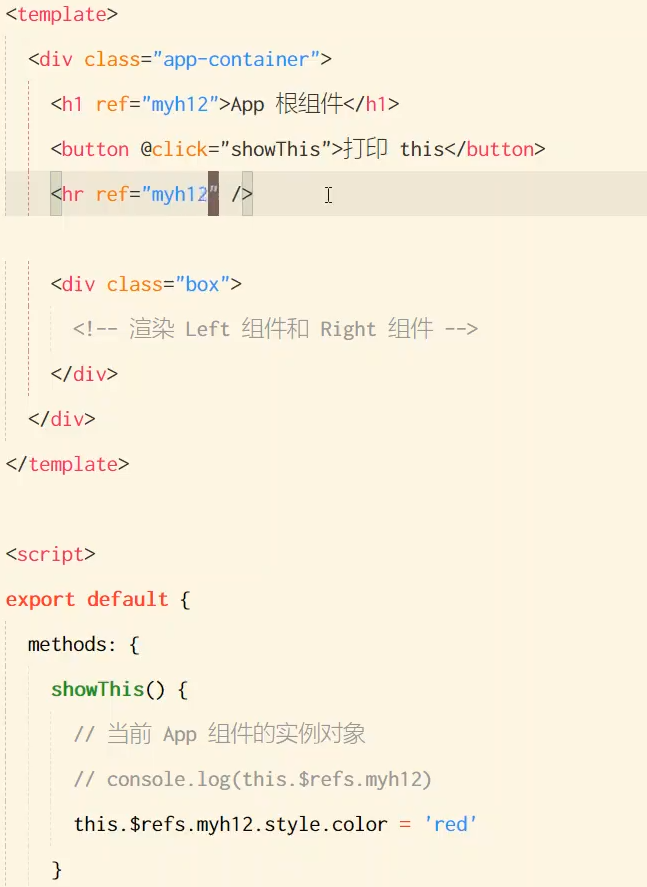 <template>
<div class="app-container">
<h1 ref="myh12">App 根组件</h1>
<button @click="showThis">打印 this</button>
<hr ref="myh12" />
<div class="box">
<!-- 渲染 Left 组件和 Right 组件 -->
</div>
</div>
</template>
<script>
export default {
methods: {
showThis() {
// 当前 App 组件的实例对象
// console.log(this.$refs.myh12)
this.$refs.myh12.style.color = 'red'
}